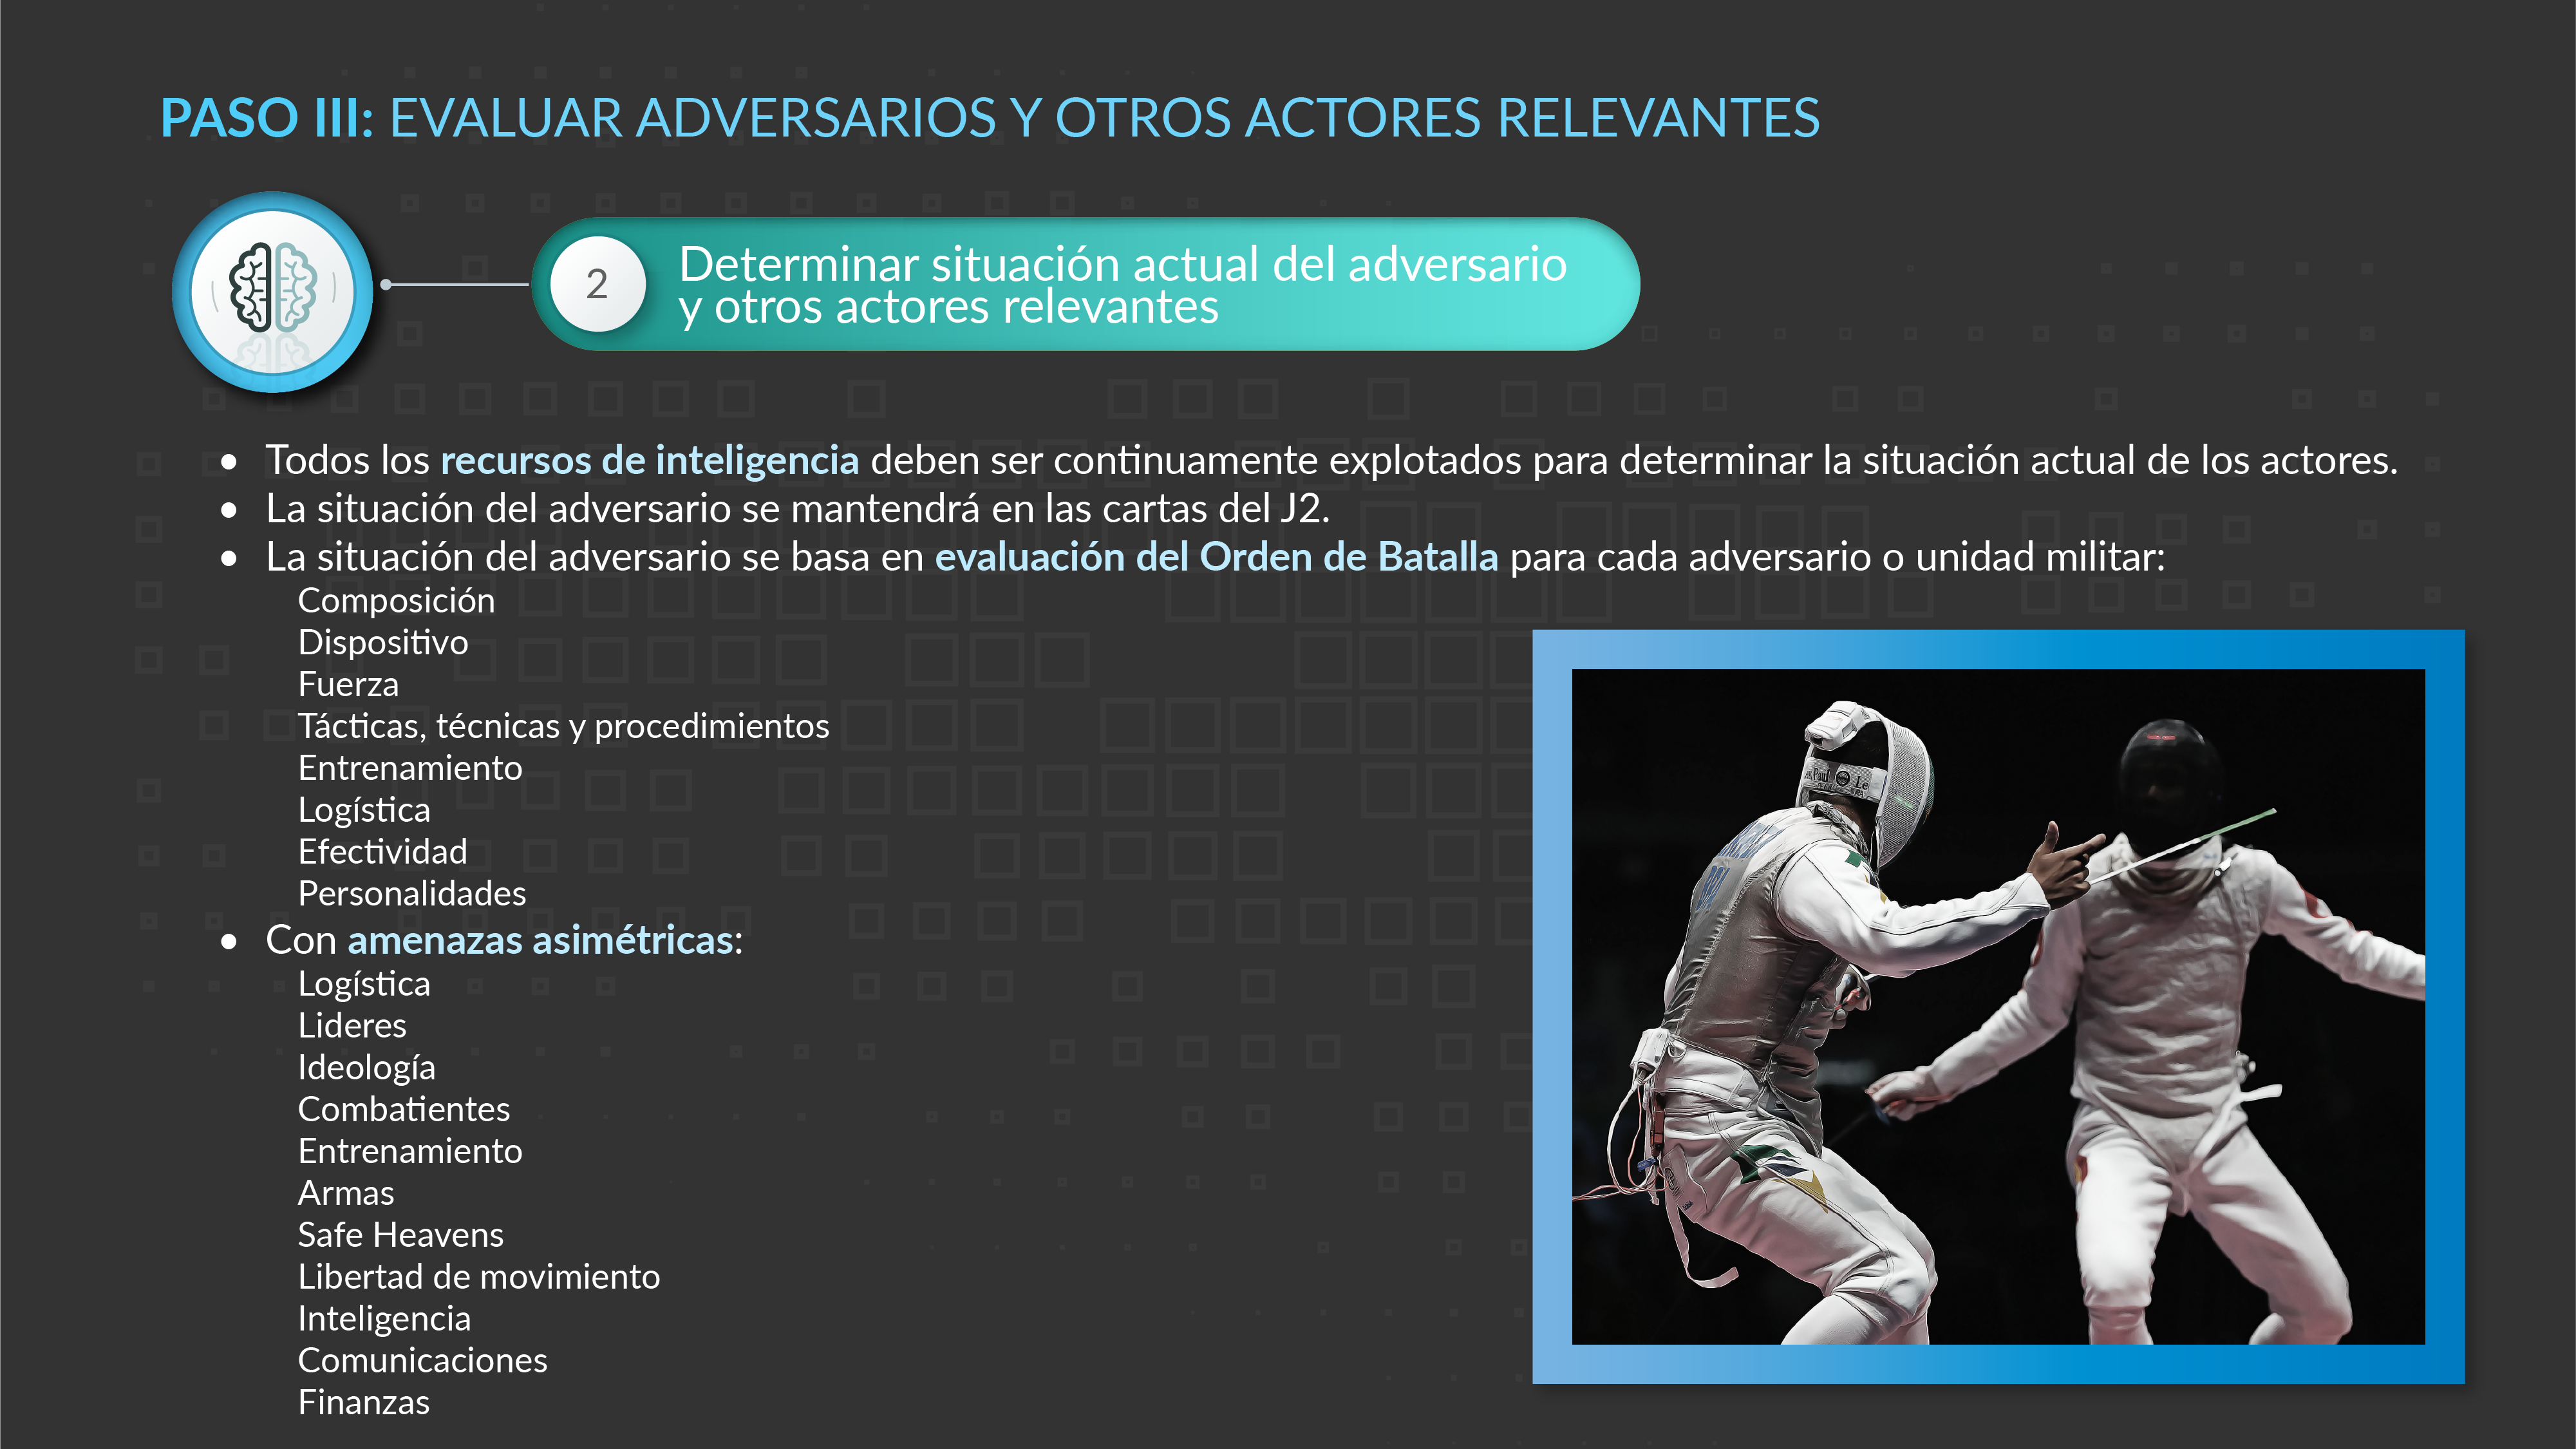 PASO III: EVALUAR ADVERSARIOS Y OTROS ACTORES RELEVANTES
2
Determinar situación actual del adversario
y otros actores relevantes
• Todos los recursos de inteligencia deben ser continuamente explotados para determinar la situación actual de los actores.
• La situación del adversario se mantendrá en las cartas del J2.
• La situación del adversario se basa en evaluación del Orden de Batalla para cada adversario o unidad militar:
Composición
Dispositivo
Fuerza
Tácticas, técnicas y procedimientos
Entrenamiento
Logística
Efectividad
Personalidades
• Con amenazas asimétricas:
Logística
Lideres
Ideología
Combatientes
Entrenamiento
Armas
Safe Heavens
Libertad de movimiento
Inteligencia
Comunicaciones
Finanzas
Paul Le